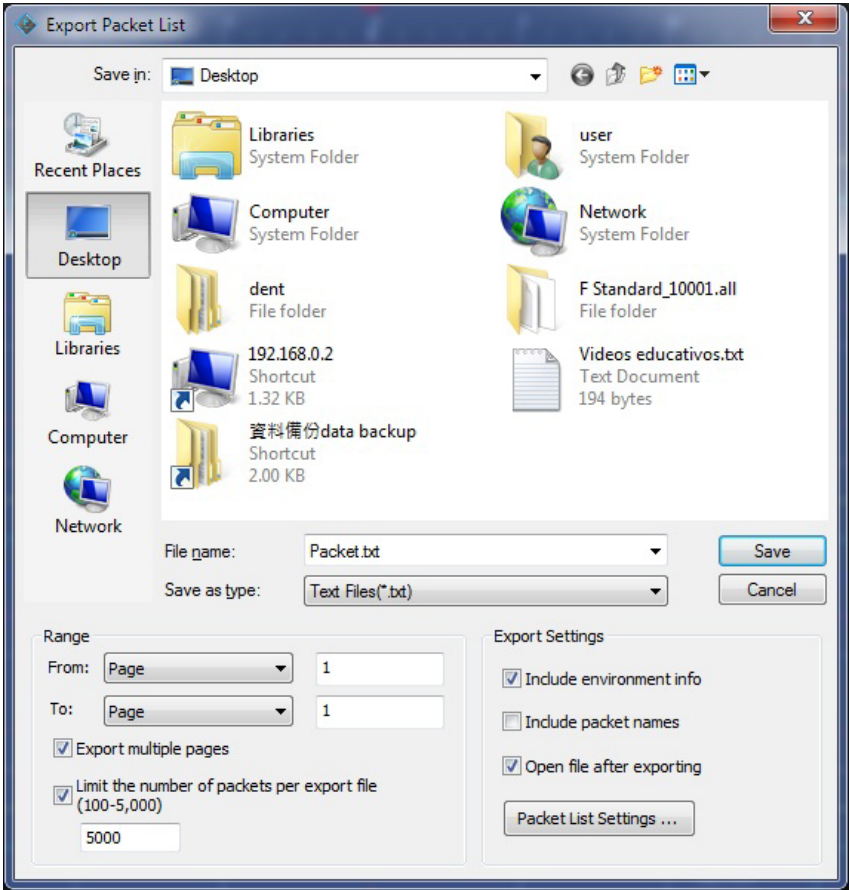 Export Packet List
Save in:
Desktop
Recent Places
Desktop
Libraries
Computer
Network
Libraries
System Folder
user
System Folder
Computer
System Folder
Network
System Folder
dent
File folder
F Standard_10001.all
File folder
192.168.0.2
Shortcut
1.32 KB
Videos educativos.txt
Text Document
194 bytes
資料備份data backup
Shortcut
2.00 KB
File name:
Packet.txt
Save
Save as type:
Text Files(*.txt)
Cancel
Range
From:
Page
1
To:
Page
1
Export multiple pages
Limit the number of packets per export file
(100-5,000)
5000
Export Settings
Include environment info
Include packet names
Open file after exporting
Packet List Settings ...